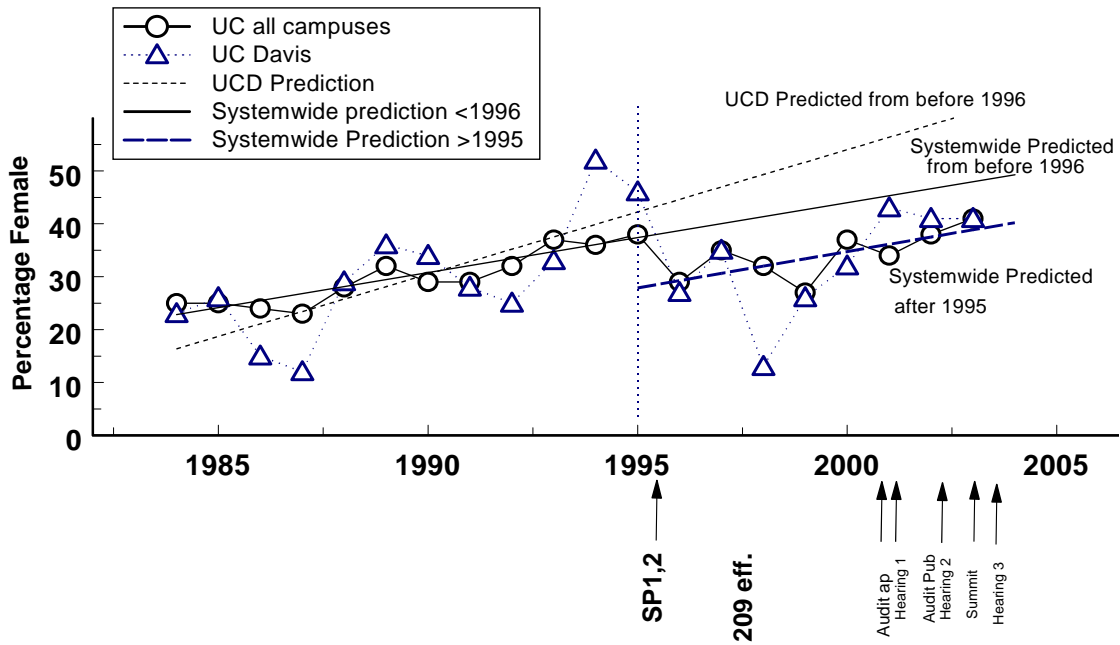 UC all campuses
UC Davis
UCD Prediction
Systemwide prediction <1996
Systemwide Prediction >1995
UCD Predicted from before 1996
Systemwide Predicted
from before 1996
Systemwide Predicted
after 1995
Percentage Female
50
40
30
20
10
0
1985
1990
1995
2000
2005
SP1,2
209 eff.
Audit ap
Hearing 1
Audit Pub
Hearing 2
Summit
Hearing 3